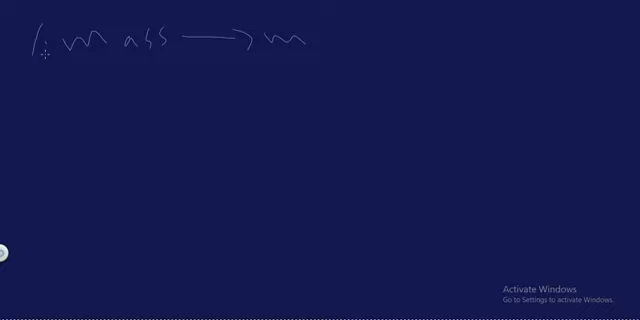 1. mass → m
Activate Windows
Go to Settings to activate Windows.